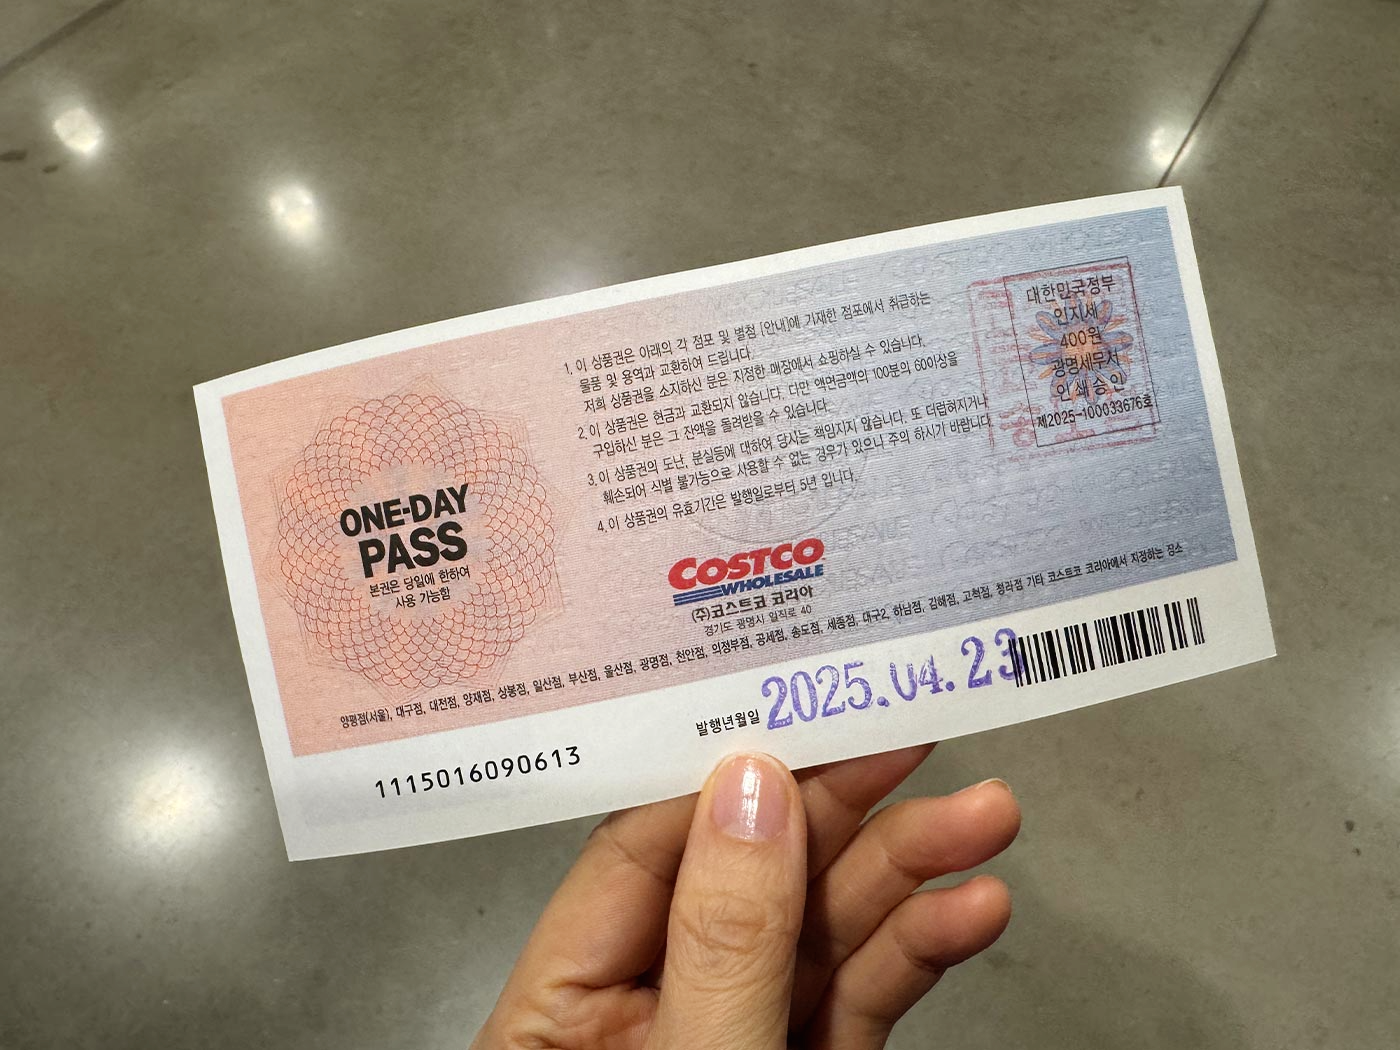 ONE-DAY
PASS
본권은 당일에 한하여
사용 가능함
1. 이 상품권은 아래의 각 점포 및 별첨 [안내]에 기재한 점포에서 취급하는
물품 및 용역과 교환하여 드립니다.
저희 상품권을 소지하신 분은 지정한 매장에서 쇼핑하실 수 있습니다.
2. 이 상품권은 현금과 교환되지 않습니다. 다만 액면금액의 100분의 60이상을
구입하신 분은 그 잔액을 돌려받을 수 있습니다.
3. 이 상품권의 도난, 분실등에 대하여 당사는 책임지지 않습니다. 또 더럽혀지거나
훼손되어 식별 불가능으로 사용할 수 없는 경우가 있으니 주의 하시기 바랍니다.
4. 이 상품권의 유효기간은 발행일로부터 5년 입니다.
대한민국정부
인지세
400원
광명세무서
인쇄승인
제2025-100033676호
COSTCO
WHOLESALE
(주)코스트코 코리아
경기도 광명시 일직로 40
양평점(서울), 대구점, 대전점, 양재점, 상봉점, 일산점, 부산점, 울산점, 광명점, 천안점, 의정부점, 공세점, 송도점, 세종점, 대구2, 하남점, 김해점, 고척점, 청라점 기타 코스트코 코리아에서 지정하는 장소
발행년월일 2025.04.23
1115016090613